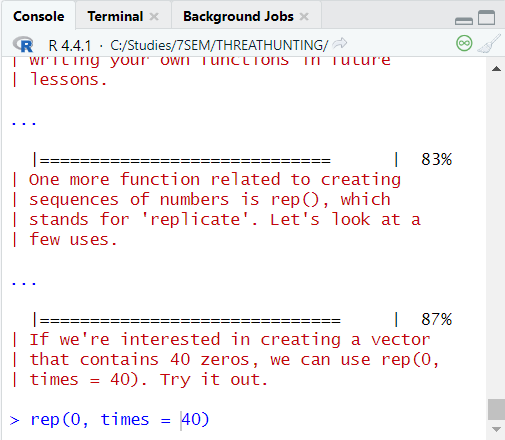 Console Terminal Background Jobs
R R 4.4.1 · C:/Studies/7SEM/THREATHUNTING/
| writing your own functions in future
| lessons.
...
|============================= | 83%
| One more function related to creating
| sequences of numbers is rep(), which
| stands for 'replicate'. Let's look at a
| few uses.
...
|============================== | 87%
| If we're interested in creating a vector
| that contains 40 zeros, we can use rep(0,
| times = 40). Try it out.
> rep(0, times = 40)